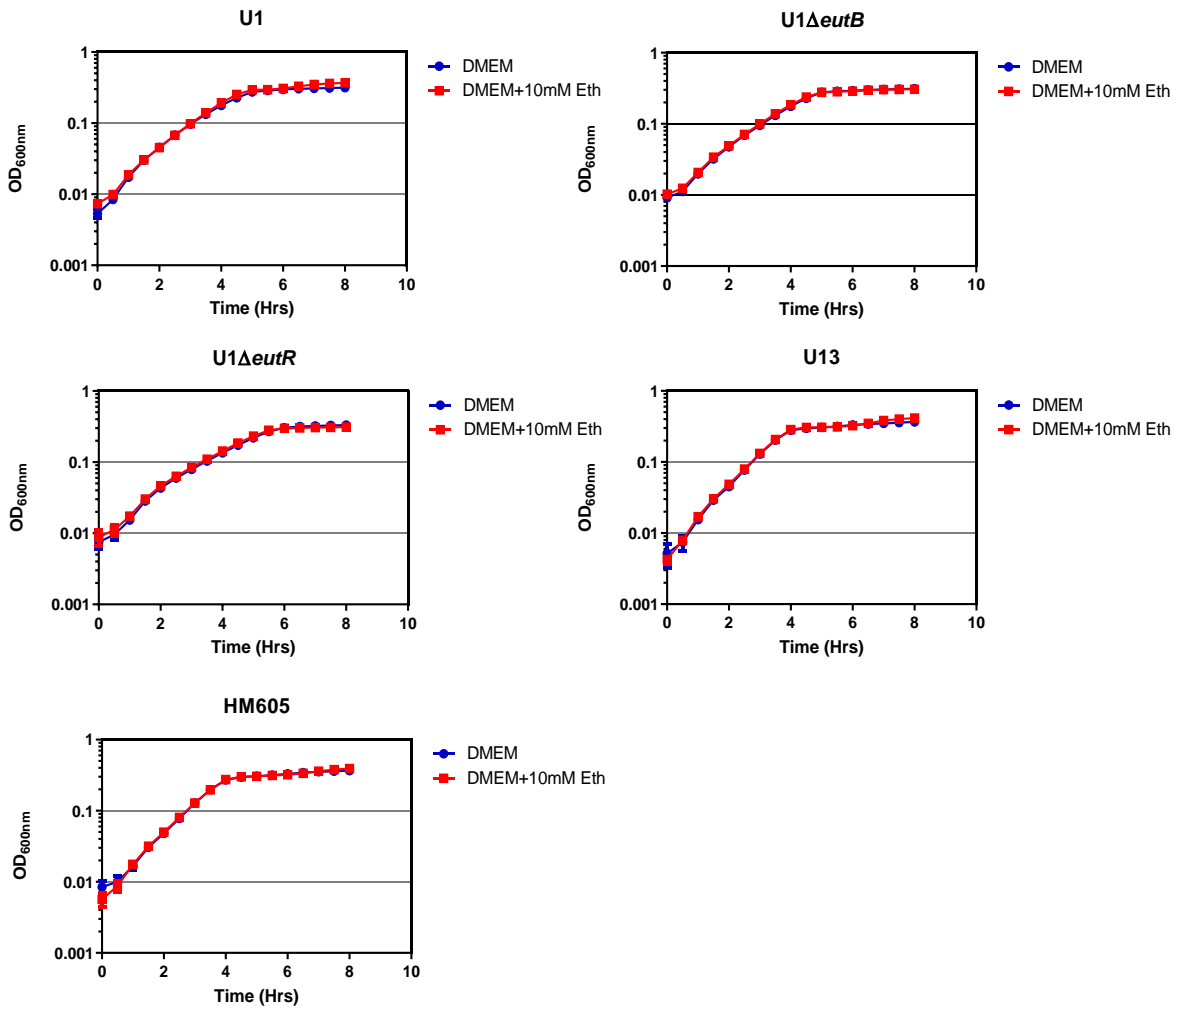 U1
1
0.1
0.01
0.001
OD600nm
0 2 4 6 8 10
Time (Hrs)
DMEM
DMEM+10mM Eth
U1ΔeutB
1
0.1
0.01
0.001
OD600nm
0 2 4 6 8 10
Time (Hrs)
DMEM
DMEM+10mM Eth
U1ΔeutR
1
0.1
0.01
0.001
OD600nm
0 2 4 6 8 10
Time (Hrs)
DMEM
DMEM+10mM Eth
U13
1
0.1
0.01
0.001
OD600nm
0 2 4 6 8 10
Time (Hrs)
DMEM
DMEM+10mM Eth
HM605
1
0.1
0.01
0.001
OD600nm
0 2 4 6 8 10
Time (Hrs)
DMEM
DMEM+10mM Eth